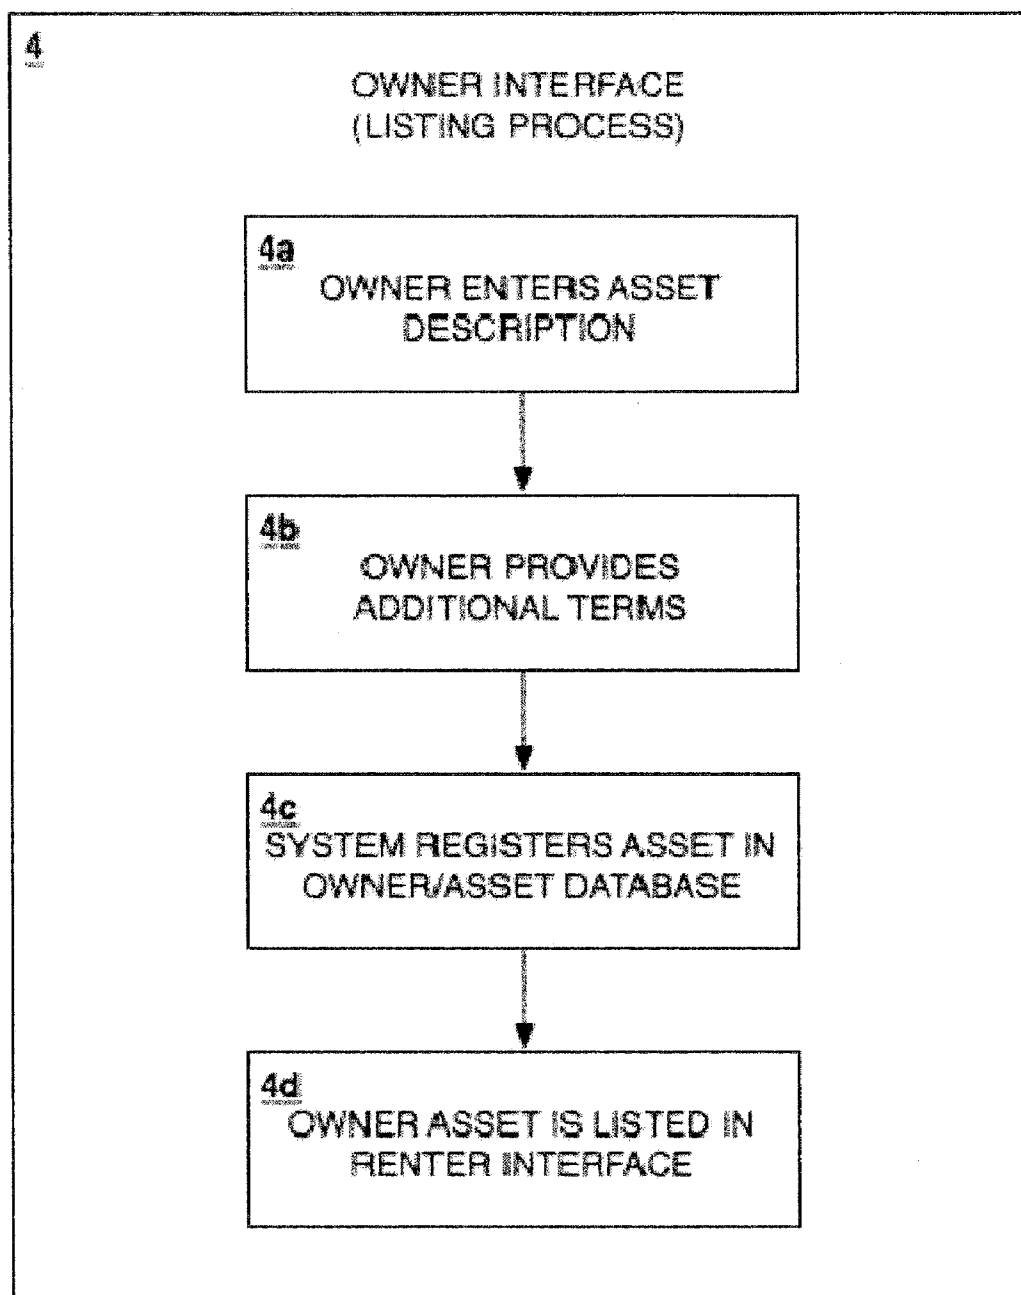 4
OWNER INTERFACE
(LISTING PROCESS)
4a
OWNER ENTERS ASSET
DESCRIPTION
4b
OWNER PROVIDES
ADDITIONAL TERMS
4c
SYSTEM REGISTERS ASSET IN
OWNER/ASSET DATABASE
4d
OWNER ASSET IS LISTED IN
RENTER INTERFACE